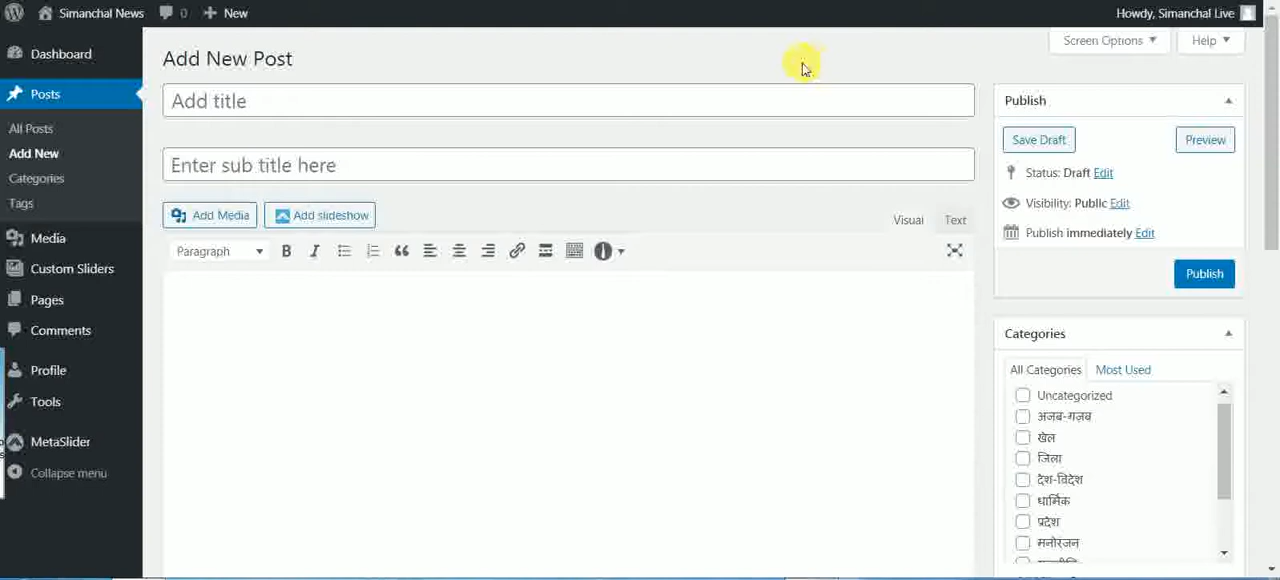 Simanchal News
0
New
Howdy, Simanchal Live
Screen Options
Help
Dashboard
Posts
All Posts
Add New
Categories
Tags
Media
Custom Sliders
Pages
Comments
Profile
Tools
MetaSlider
Collapse menu
Add New Post
Add title
Enter sub title here
Add Media
Add slideshow
Visual
Text
Paragraph
B
I
Publish
Save Draft
Preview
Status: Draft Edit
Visibility: Public Edit
Publish immediately Edit
Publish
Categories
All Categories
Most Used
Uncategorized
अजब-गज़ब
खेल
जिला
देश-विदेश
धार्मिक
प्रदेश
मनोरंजन